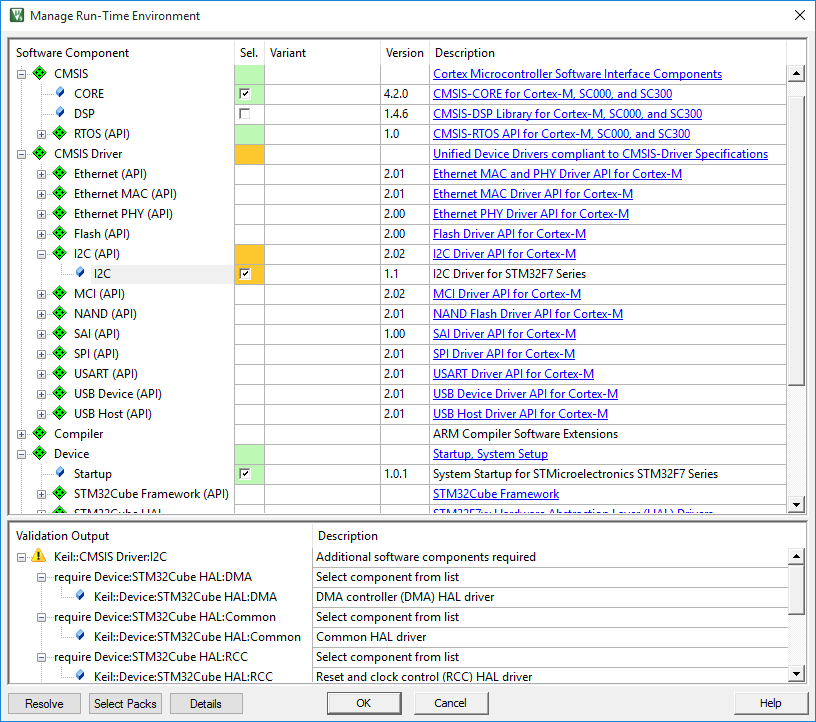 Manage Run-Time Environment
Software Component Sel. Variant Version Description
CMSIS Cortex Microcontroller Software Interface Components
CORE 4.2.0 CMSIS-CORE for Cortex-M, SC000, and SC300
DSP 1.4.6 CMSIS-DSP Library for Cortex-M, SC000, and SC300
RTOS (API) 1.0 CMSIS-RTOS API for Cortex-M, SC000, and SC300
CMSIS Driver Unified Device Drivers compliant to CMSIS-Driver Specifications
Ethernet (API) 2.01 Ethernet MAC and PHY Driver API for Cortex-M
Ethernet MAC (API) 2.01 Ethernet MAC Driver API for Cortex-M
Ethernet PHY (API) 2.00 Ethernet PHY Driver API for Cortex-M
Flash (API) 2.00 Flash Driver API for Cortex-M
I2C (API) 2.02 I2C Driver API for Cortex-M
I2C 1.1 I2C Driver for STM32F7 Series
MCI (API) 2.02 MCI Driver API for Cortex-M
NAND (API) 2.01 NAND Flash Driver API for Cortex-M
SAI (API) 1.00 SAI Driver API for Cortex-M
SPI (API) 2.01 SPI Driver API for Cortex-M
USART (API) 2.01 USART Driver API for Cortex-M
USB Device (API) 2.01 USB Device Driver API for Cortex-M
USB Host (API) 2.01 USB Host Driver API for Cortex-M
Compiler ARM Compiler Software Extensions
Device Startup, System Setup
Startup 1.0.1 System Startup for STMicroelectronics STM32F7 Series
STM32Cube Framework (API) STM32Cube Framework
STM32Cube HAL STM32F7xx Hardware Abstraction Layer (HAL) Drivers
Validation Output Description
Keil::CMSIS Driver:I2C Additional software components required
require Device:STM32Cube HAL:DMA Select component from list
Keil::Device:STM32Cube HAL:DMA DMA controller (DMA) HAL driver
require Device:STM32Cube HAL:Common Select component from list
Keil::Device:STM32Cube HAL:Common Common HAL driver
require Device:STM32Cube HAL:RCC Select component from list
Keil::Device:STM32Cube HAL:RCC Reset and clock control (RCC) HAL driver
Resolve Select Packs Details OK Cancel Help